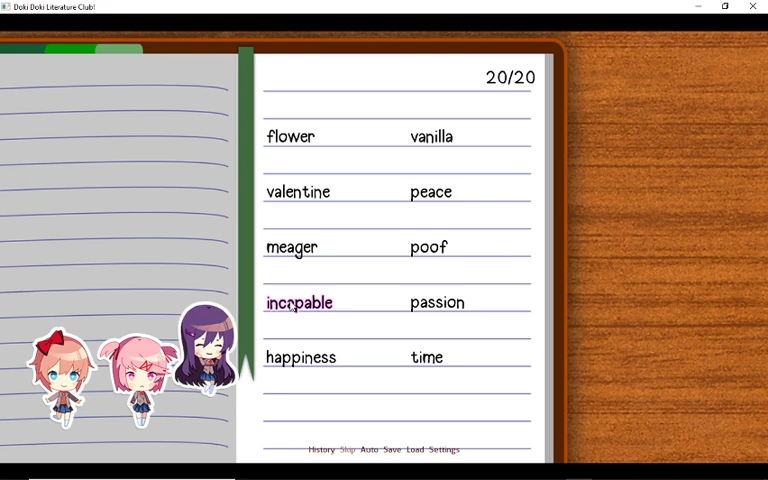 Doki Doki Literature Club!
20/20
flower vanilla
valentine peace
meager poof
incapable passion
happiness time
History Skip Auto Save Load Settings